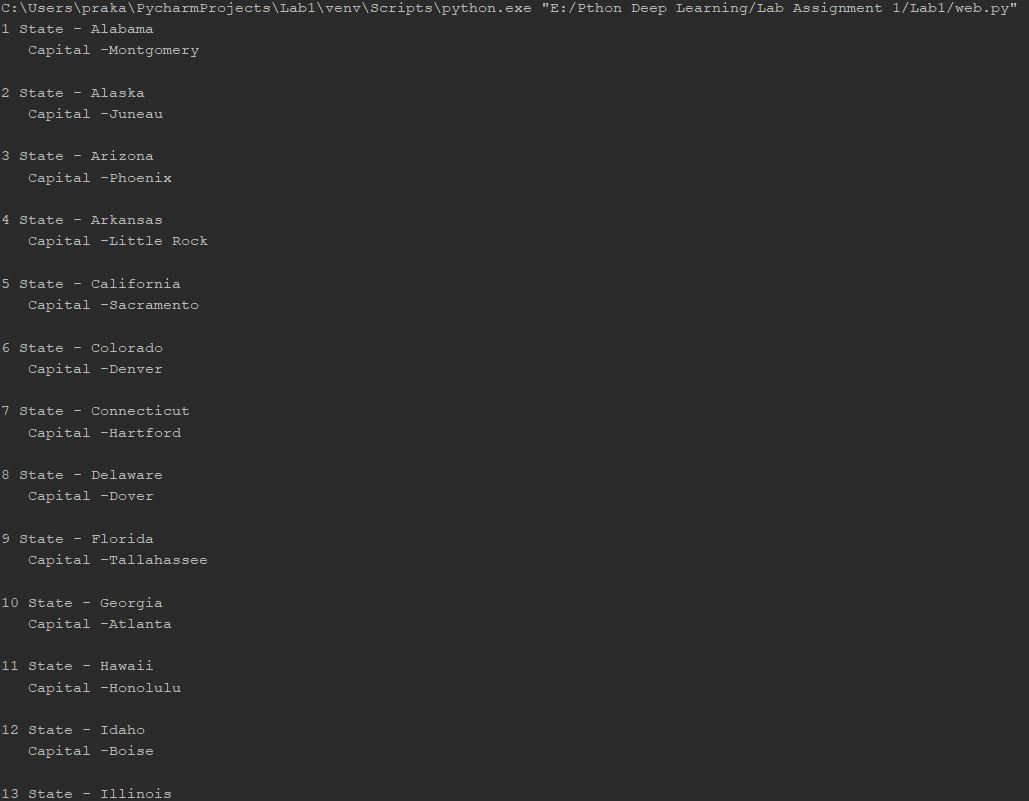 C:\Users\praka\PycharmProjects\Lab1\venv\Scripts\python.exe "E:/Pthon Deep Learning/Lab Assignment 1/Lab1/web.py"
1 State - Alabama
   Capital -Montgomery
2 State - Alaska
   Capital -Juneau
3 State - Arizona
   Capital -Phoenix
4 State - Arkansas
   Capital -Little Rock
5 State - California
   Capital -Sacramento
6 State - Colorado
   Capital -Denver
7 State - Connecticut
   Capital -Hartford
8 State - Delaware
   Capital -Dover
9 State - Florida
   Capital -Tallahassee
10 State - Georgia
   Capital -Atlanta
11 State - Hawaii
   Capital -Honolulu
12 State - Idaho
   Capital -Boise
13 State - Illinois